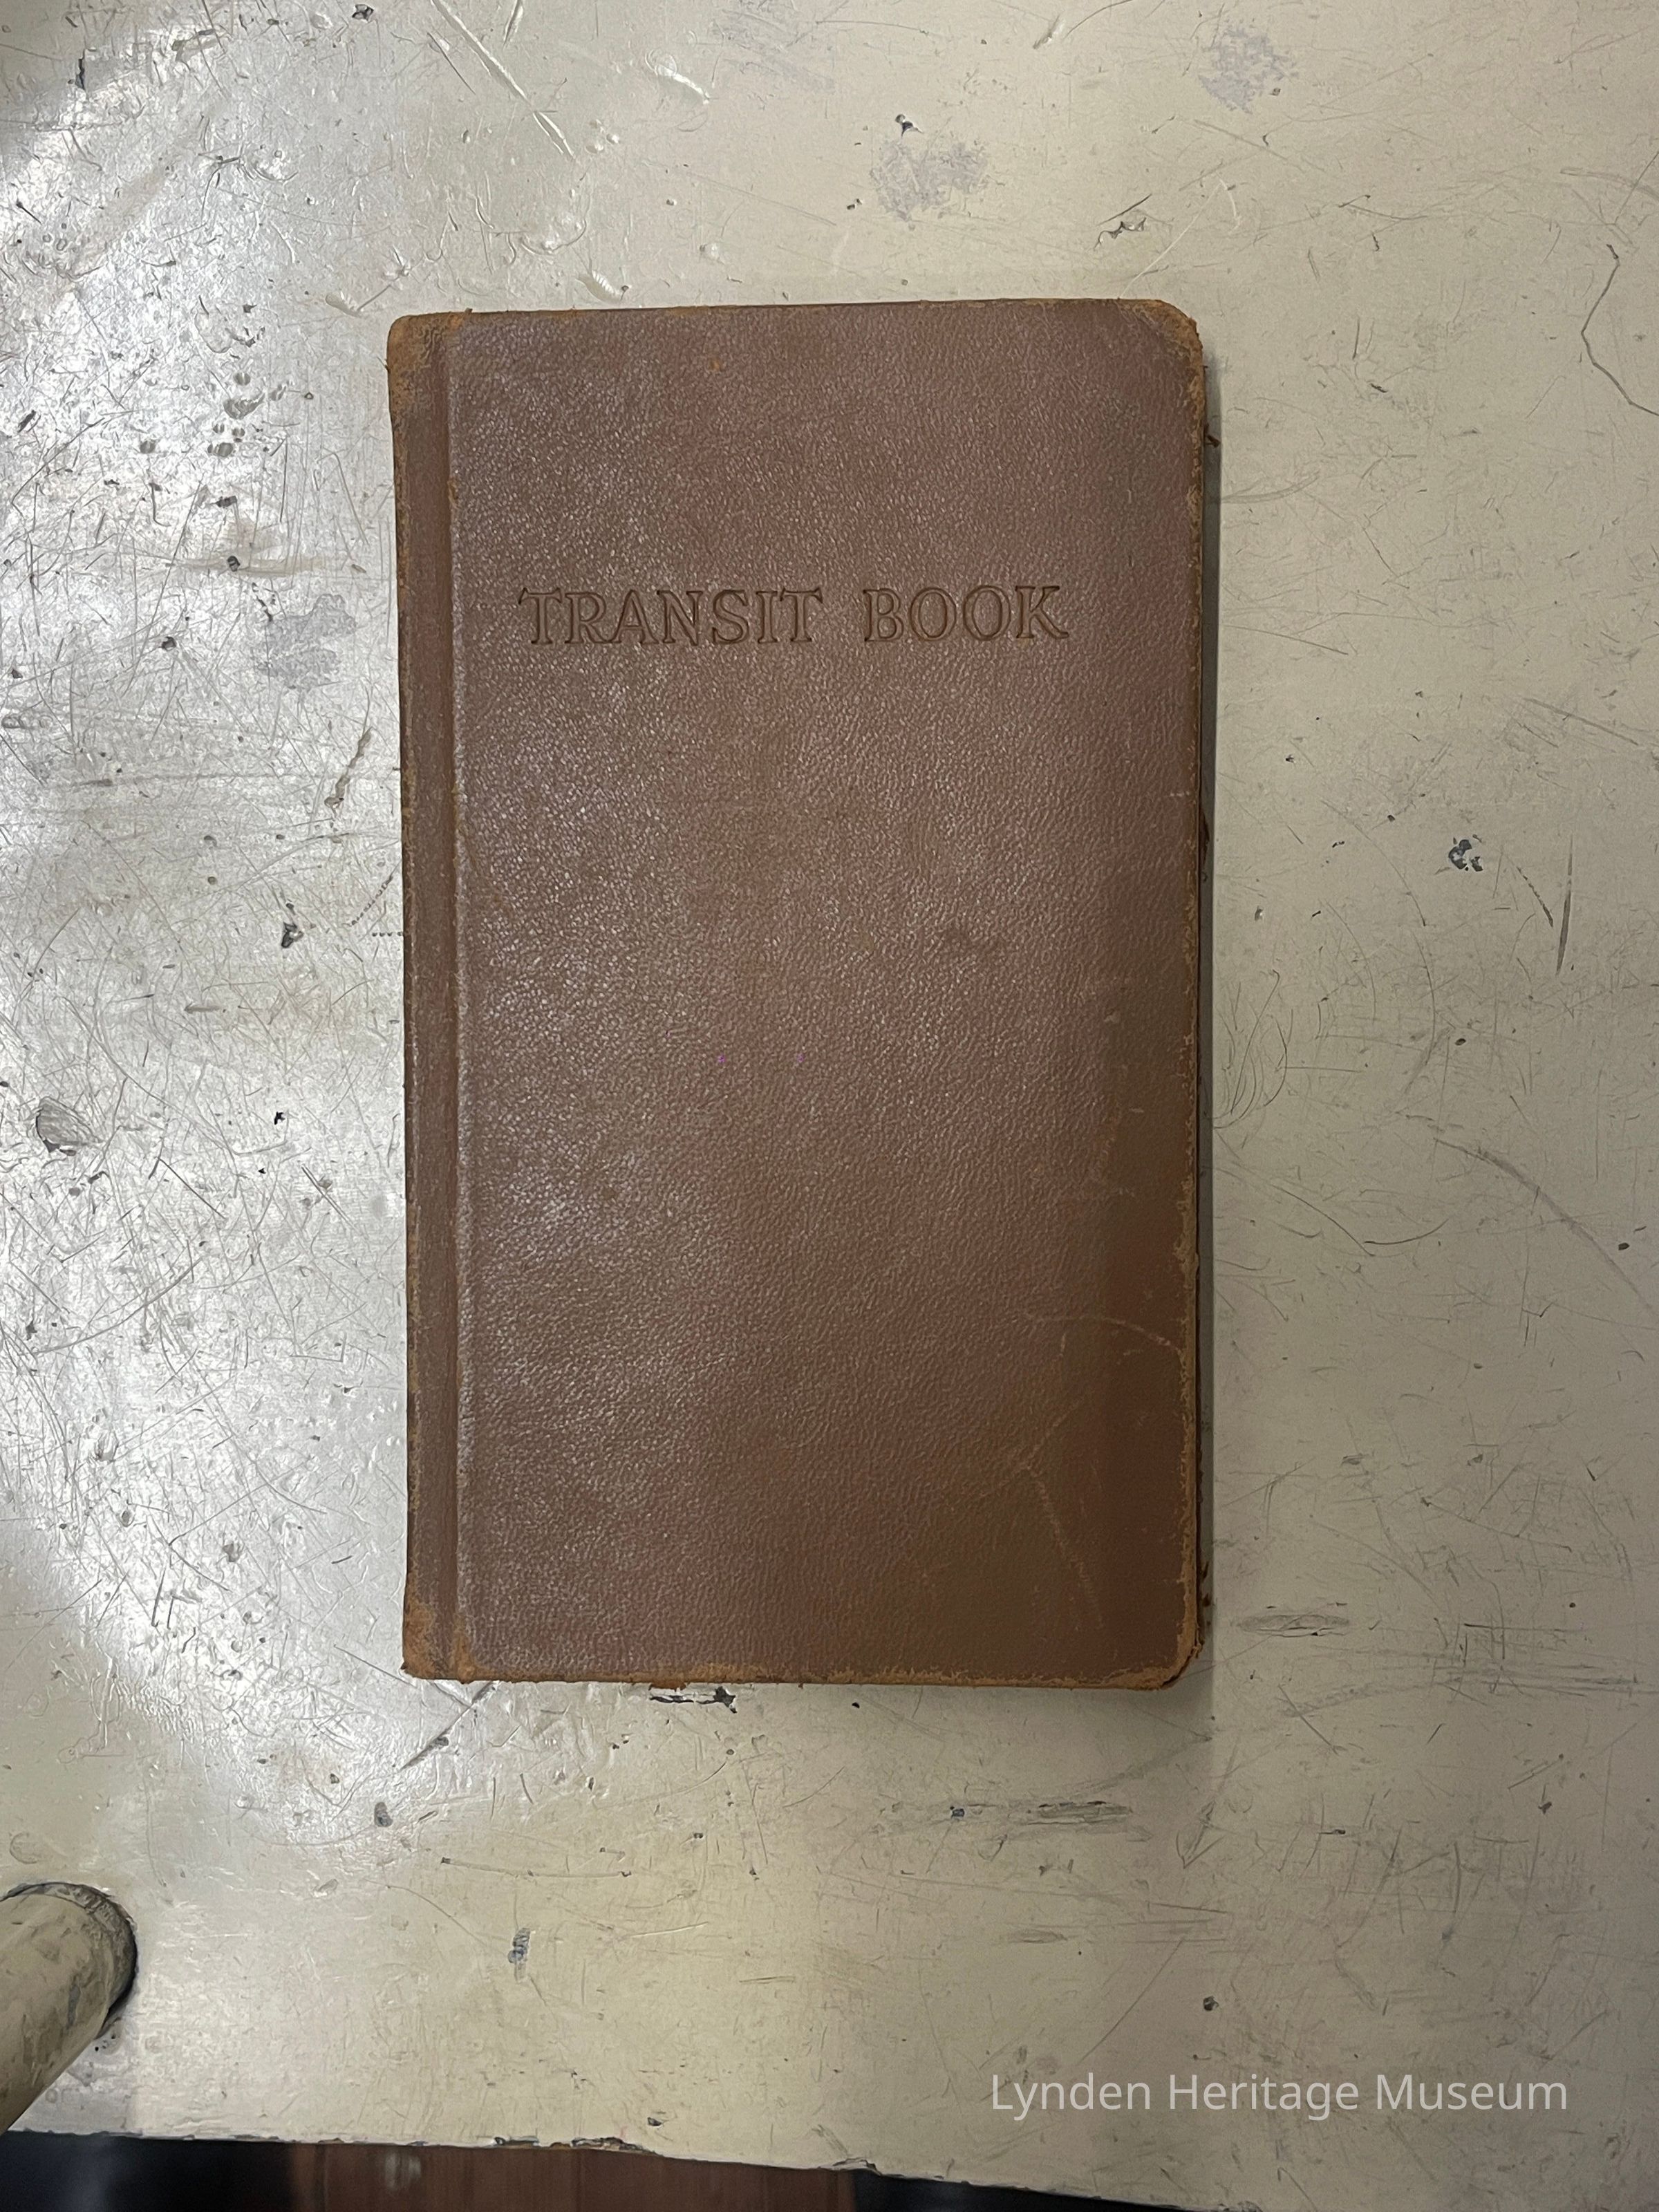 TRANSIT BOOK
Lynden Heritage Museum